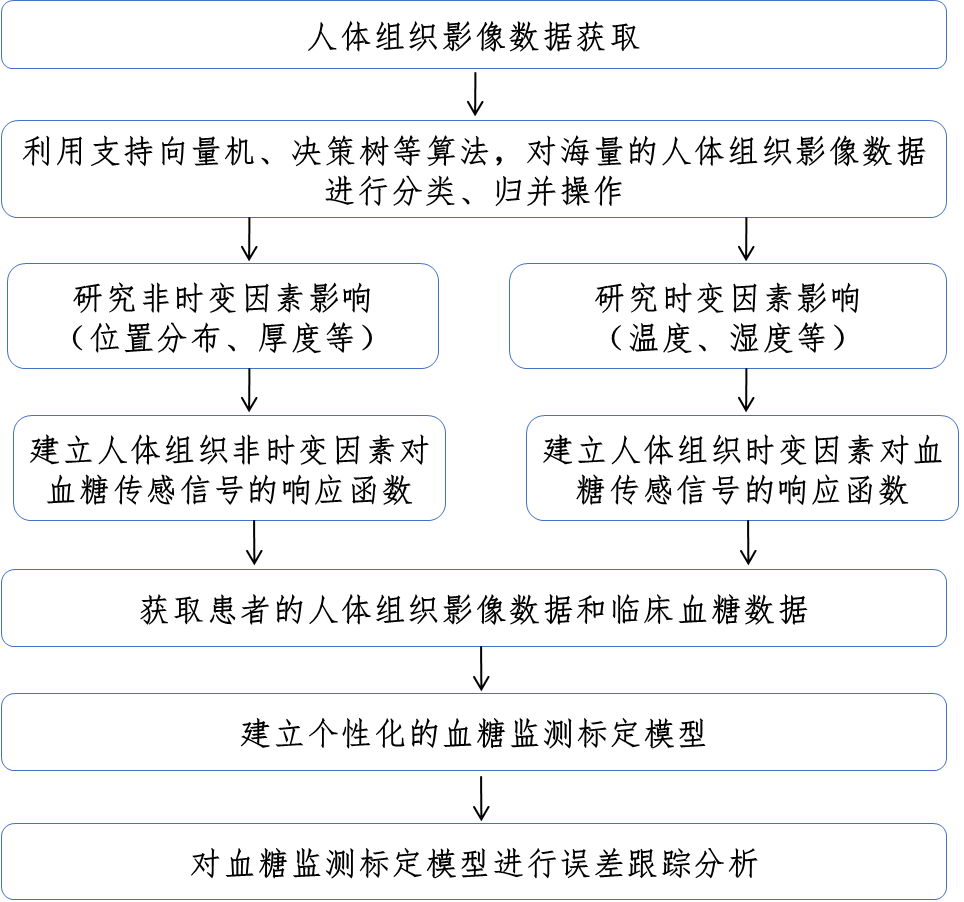 人体组织影像数据获取
利用支持向量机、决策树等算法，对海量的人体组织影像数据
进行分类、归并操作
研究非时变因素影响
（位置分布、厚度等）
研究时变因素影响
（温度、湿度等）
建立人体组织非时变因素对
血糖传感信号的响应函数
建立人体组织时变因素对血
糖传感信号的响应函数
获取患者的人体组织影像数据和临床血糖数据
建立个性化的血糖监测标定模型
对血糖监测标定模型进行误差跟踪分析